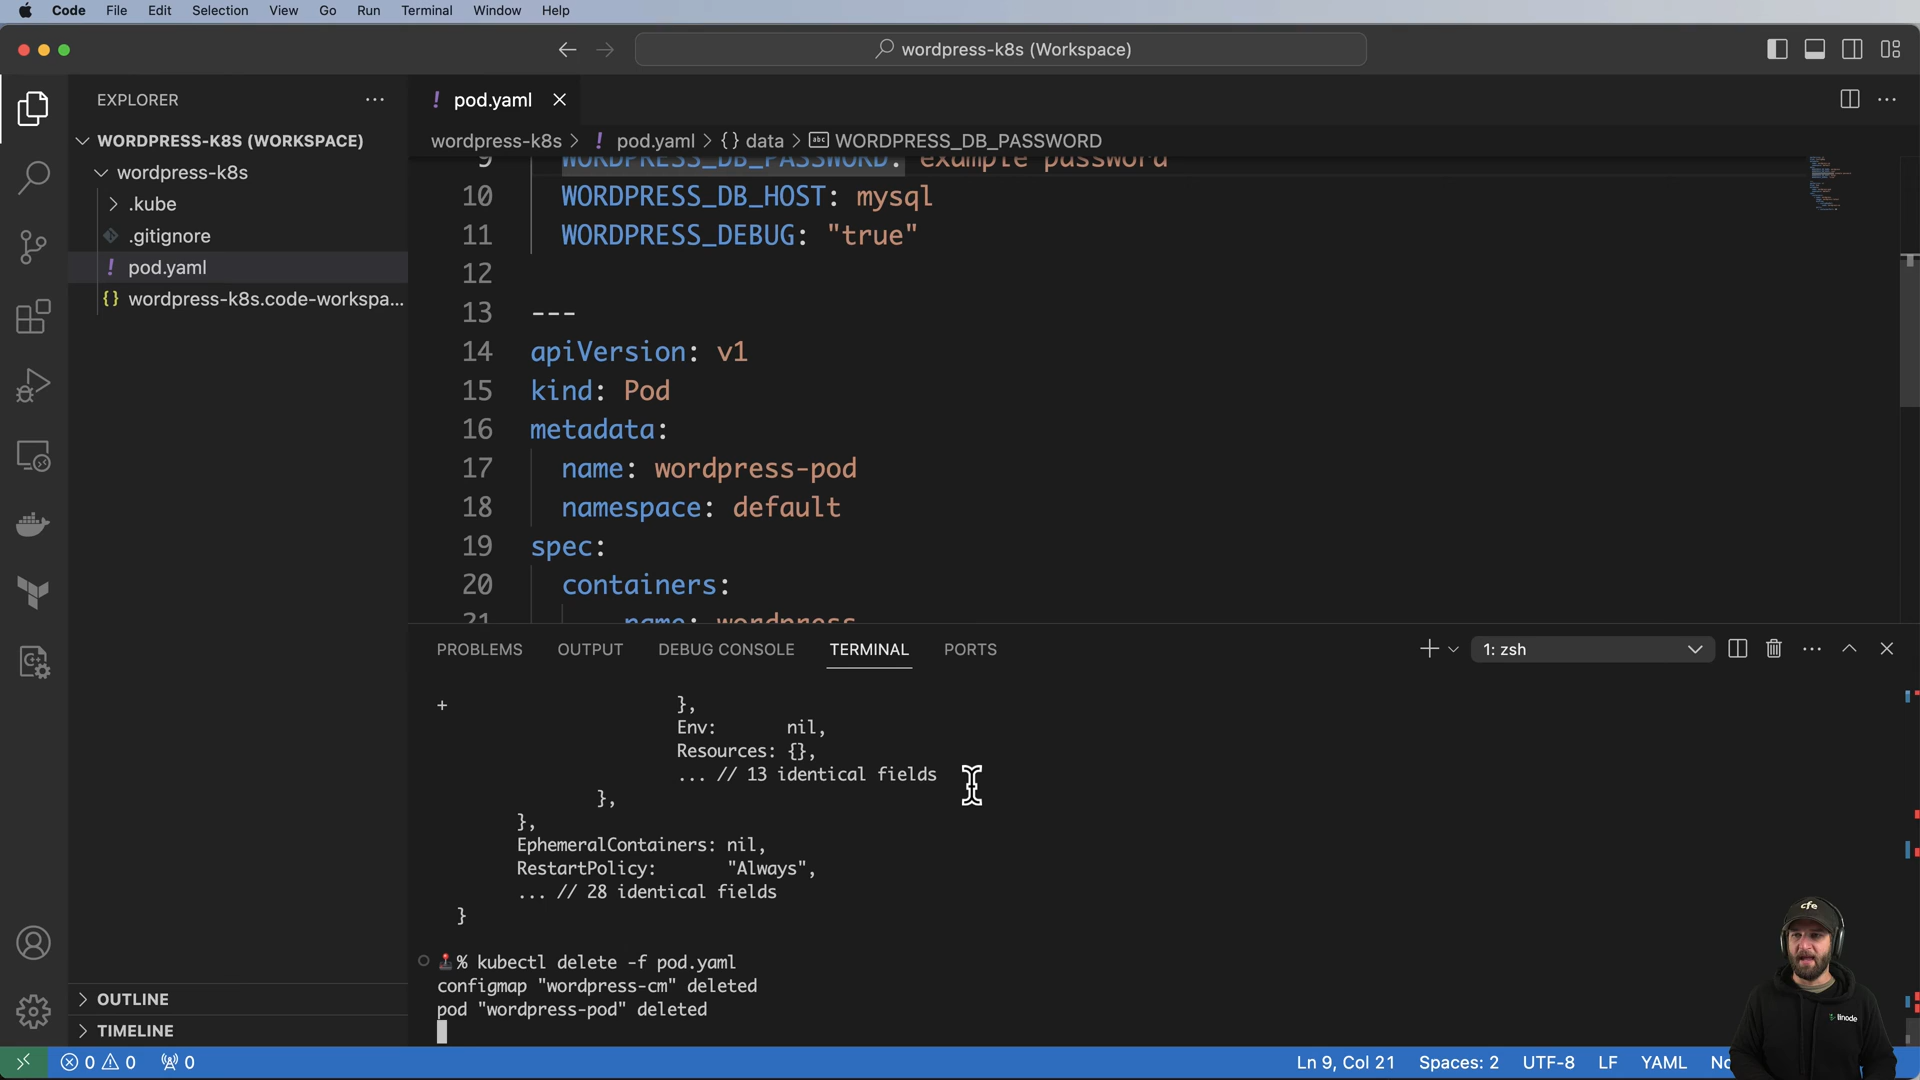 Code File Edit Selection View Go Run Terminal Window Help
wordpress-k8s (Workspace)
EXPLORER
pod.yaml
WORDPRESS-K8S (WORKSPACE)
wordpress-k8s
.kube
.gitignore
pod.yaml
wordpress-k8s.code-workspa...
OUTLINE
TIMELINE
wordpress-k8s > ! pod.yaml > {} data > abc WORDPRESS_DB_PASSWORD
9 WORDPRESS_DB_PASSWORD: example password
10 WORDPRESS_DB_HOST: mysql
11 WORDPRESS_DEBUG: "true"
12
13 ---
14 apiVersion: v1
15 kind: Pod
16 metadata:
17 name: wordpress-pod
18 namespace: default
19 spec:
20 containers:
21 name: wordpress
PROBLEMS OUTPUT DEBUG CONSOLE TERMINAL PORTS
1: zsh
+ },
Env: nil,
Resources: {},
... // 13 identical fields
},
},
EphemeralContainers: nil,
RestartPolicy: "Always",
... // 28 identical fields
}
% kubectl delete -f pod.yaml
configmap "wordpress-cm" deleted
pod "wordpress-pod" deleted
cfe
linode
0 0 0
Ln 9, Col 21 Spaces: 2 UTF-8 LF YAML